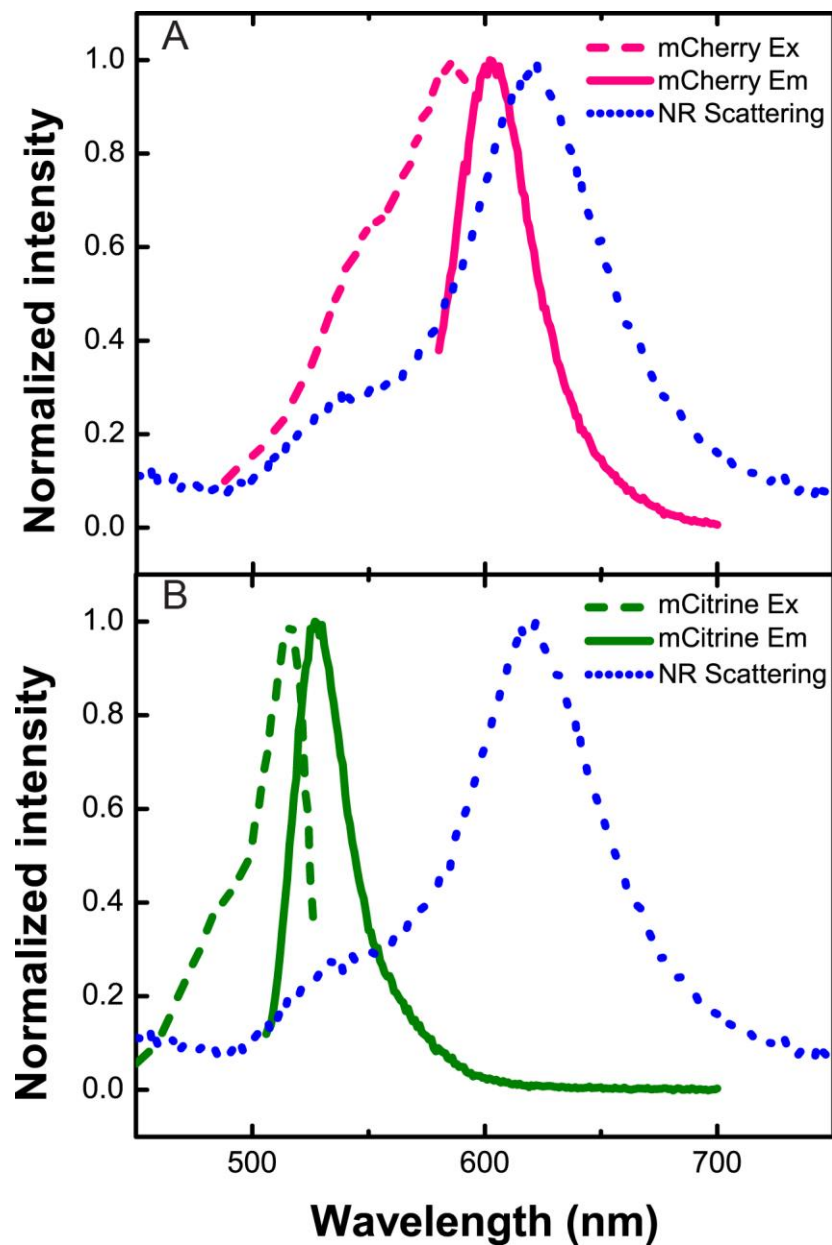 A
mCherry Ex
mCherry Em
NR Scattering
1.0
0.8
0.6
0.4
0.2
0.0
Normalized intensity
B
mCitrine Ex
mCitrine Em
NR Scattering
1.0
0.8
0.6
0.4
0.2
0.0
Normalized intensity
500 600 700
Wavelength (nm)